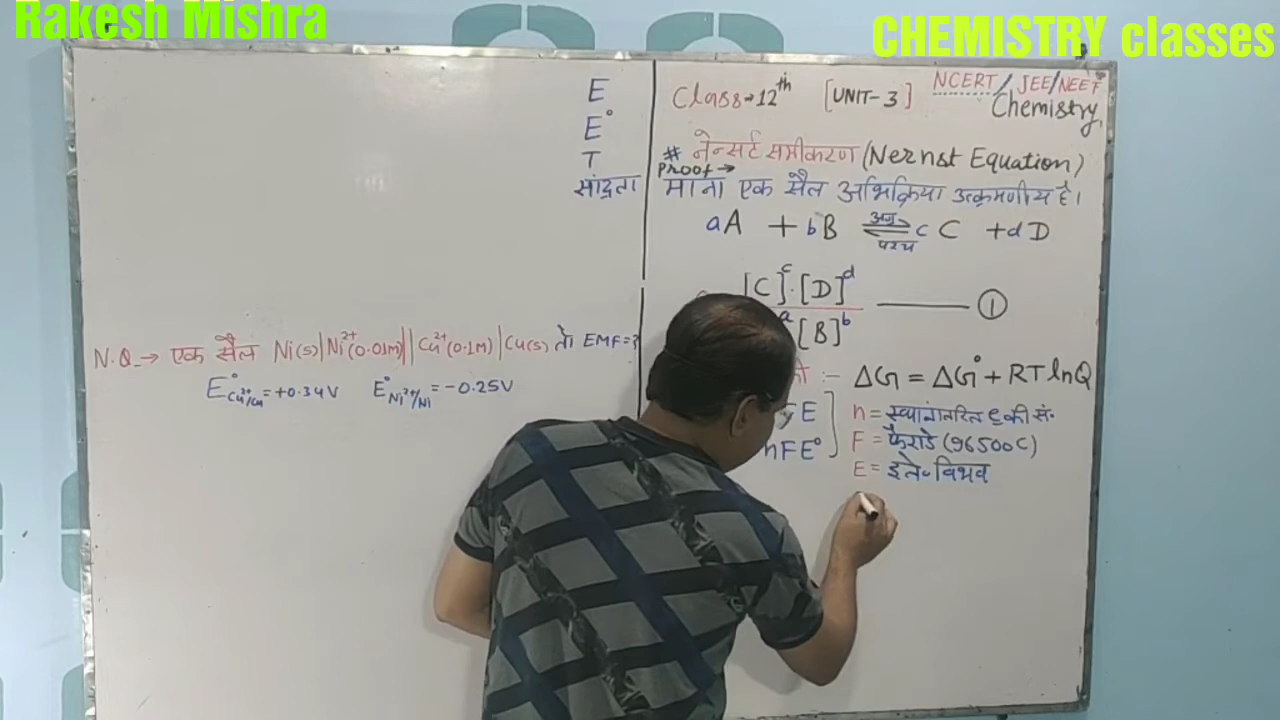 Rakesh Mishra
CHEMISTRY classes
E
E°
T
सांद्रता
N.Q.→ एक सैल Ni(s)|Ni²⁺(0.01M)||Cu²⁺(0.1M)|Cu(s) तो EMF=?
E°Cu²⁺/Cu=+0.34V E°Ni²⁺/Ni=-0.25V
Class→12th [UNIT-3] NCERT/JEE/NEET
Chemistry
# नेन्सर्ट समीकरण (Nernst Equation)
Proof→
माना एक सैल अभिक्रिया उत्क्रमणीय है।
aA + bB ⇌ cC + dD
अग्र
पश्च
[C]ᶜ·[D]ᵈ
ᵃ[B]ᵇ
①
:- ΔG = ΔG° + RT lnQ
E
nFE°
n = स्थानान्तरित e की सं॰
F = फैराडे (96500C)
E = इले॰ विभव